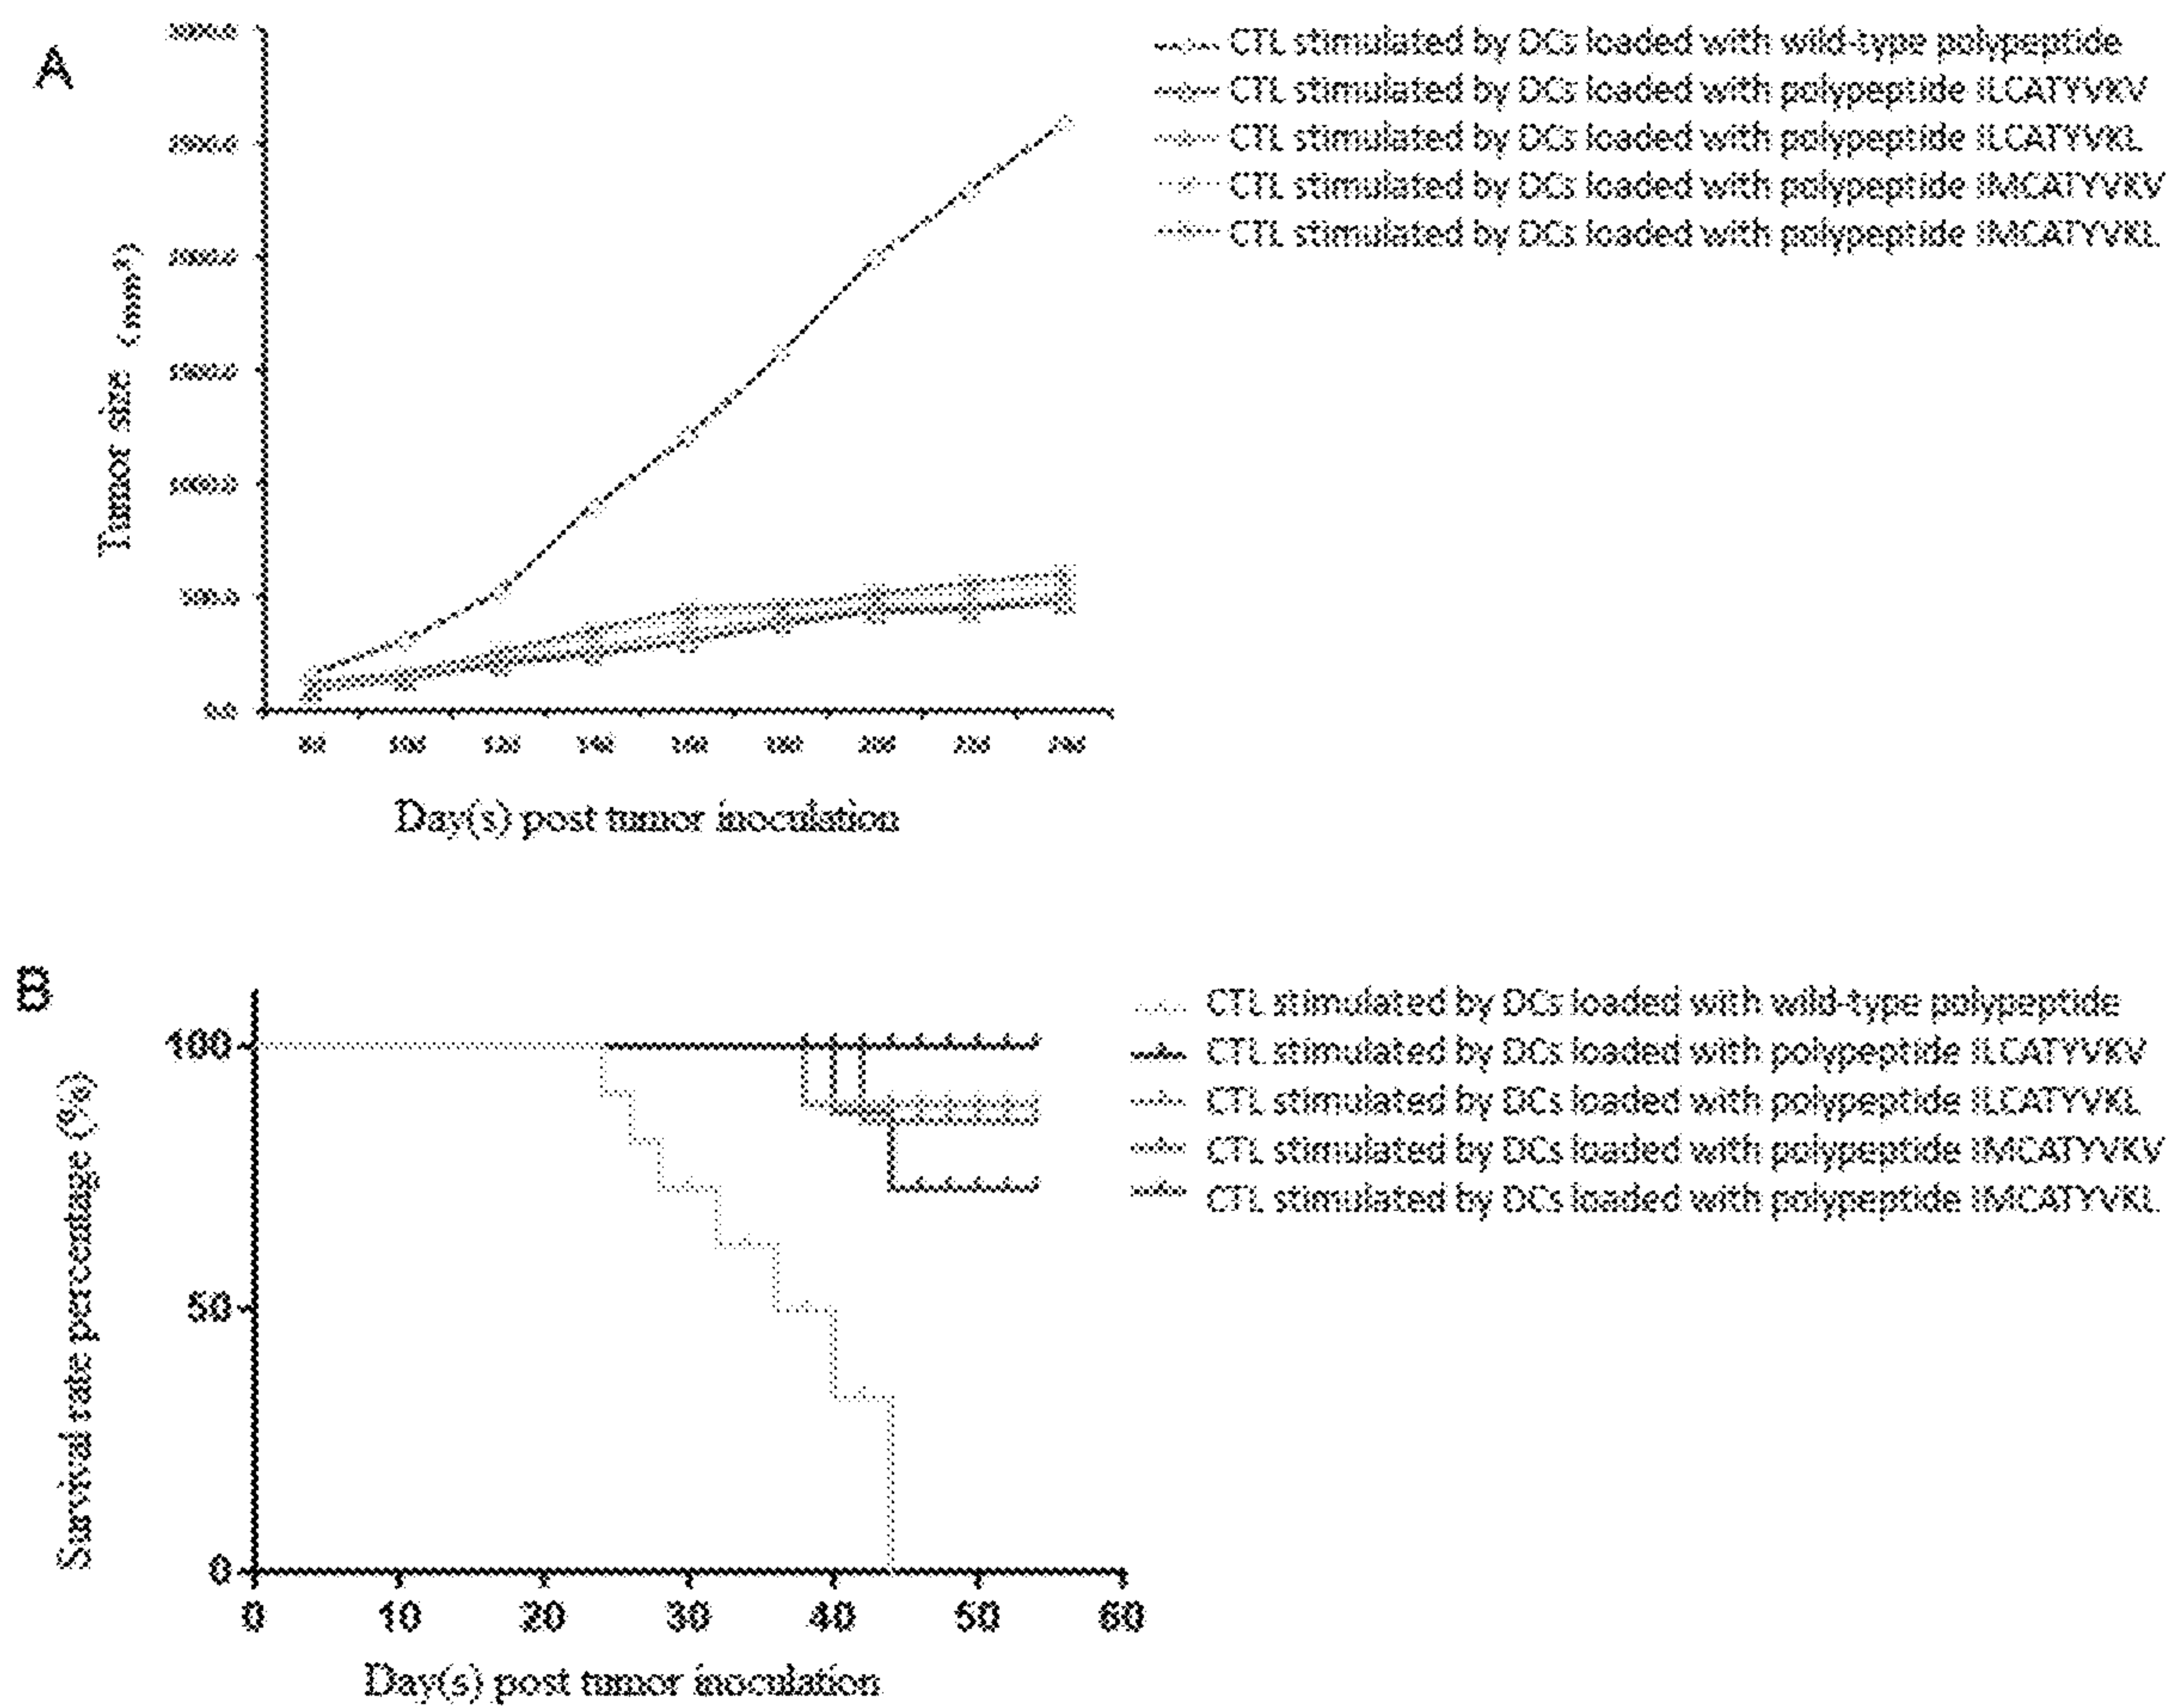 A
Tumor size (mm³)
0.0
Day(s) post tumor inoculation
CTL stimulated by DCs loaded with wild-type polypeptide
CTL stimulated by DCs loaded with polypeptide ILCATYVKV
CTL stimulated by DCs loaded with polypeptide ILCATYVKL
CTL stimulated by DCs loaded with polypeptide IMCATYVKV
CTL stimulated by DCs loaded with polypeptide IMCATYVKL
B
Survival rate percentage (%)
100
50
0
0 10 20 30 40 50 60
Day(s) post tumor inoculation
CTL stimulated by DCs loaded with wild-type polypeptide
CTL stimulated by DCs loaded with polypeptide ILCATYVKV
CTL stimulated by DCs loaded with polypeptide ILCATYVKL
CTL stimulated by DCs loaded with polypeptide IMCATYVKV
CTL stimulated by DCs loaded with polypeptide IMCATYVKL